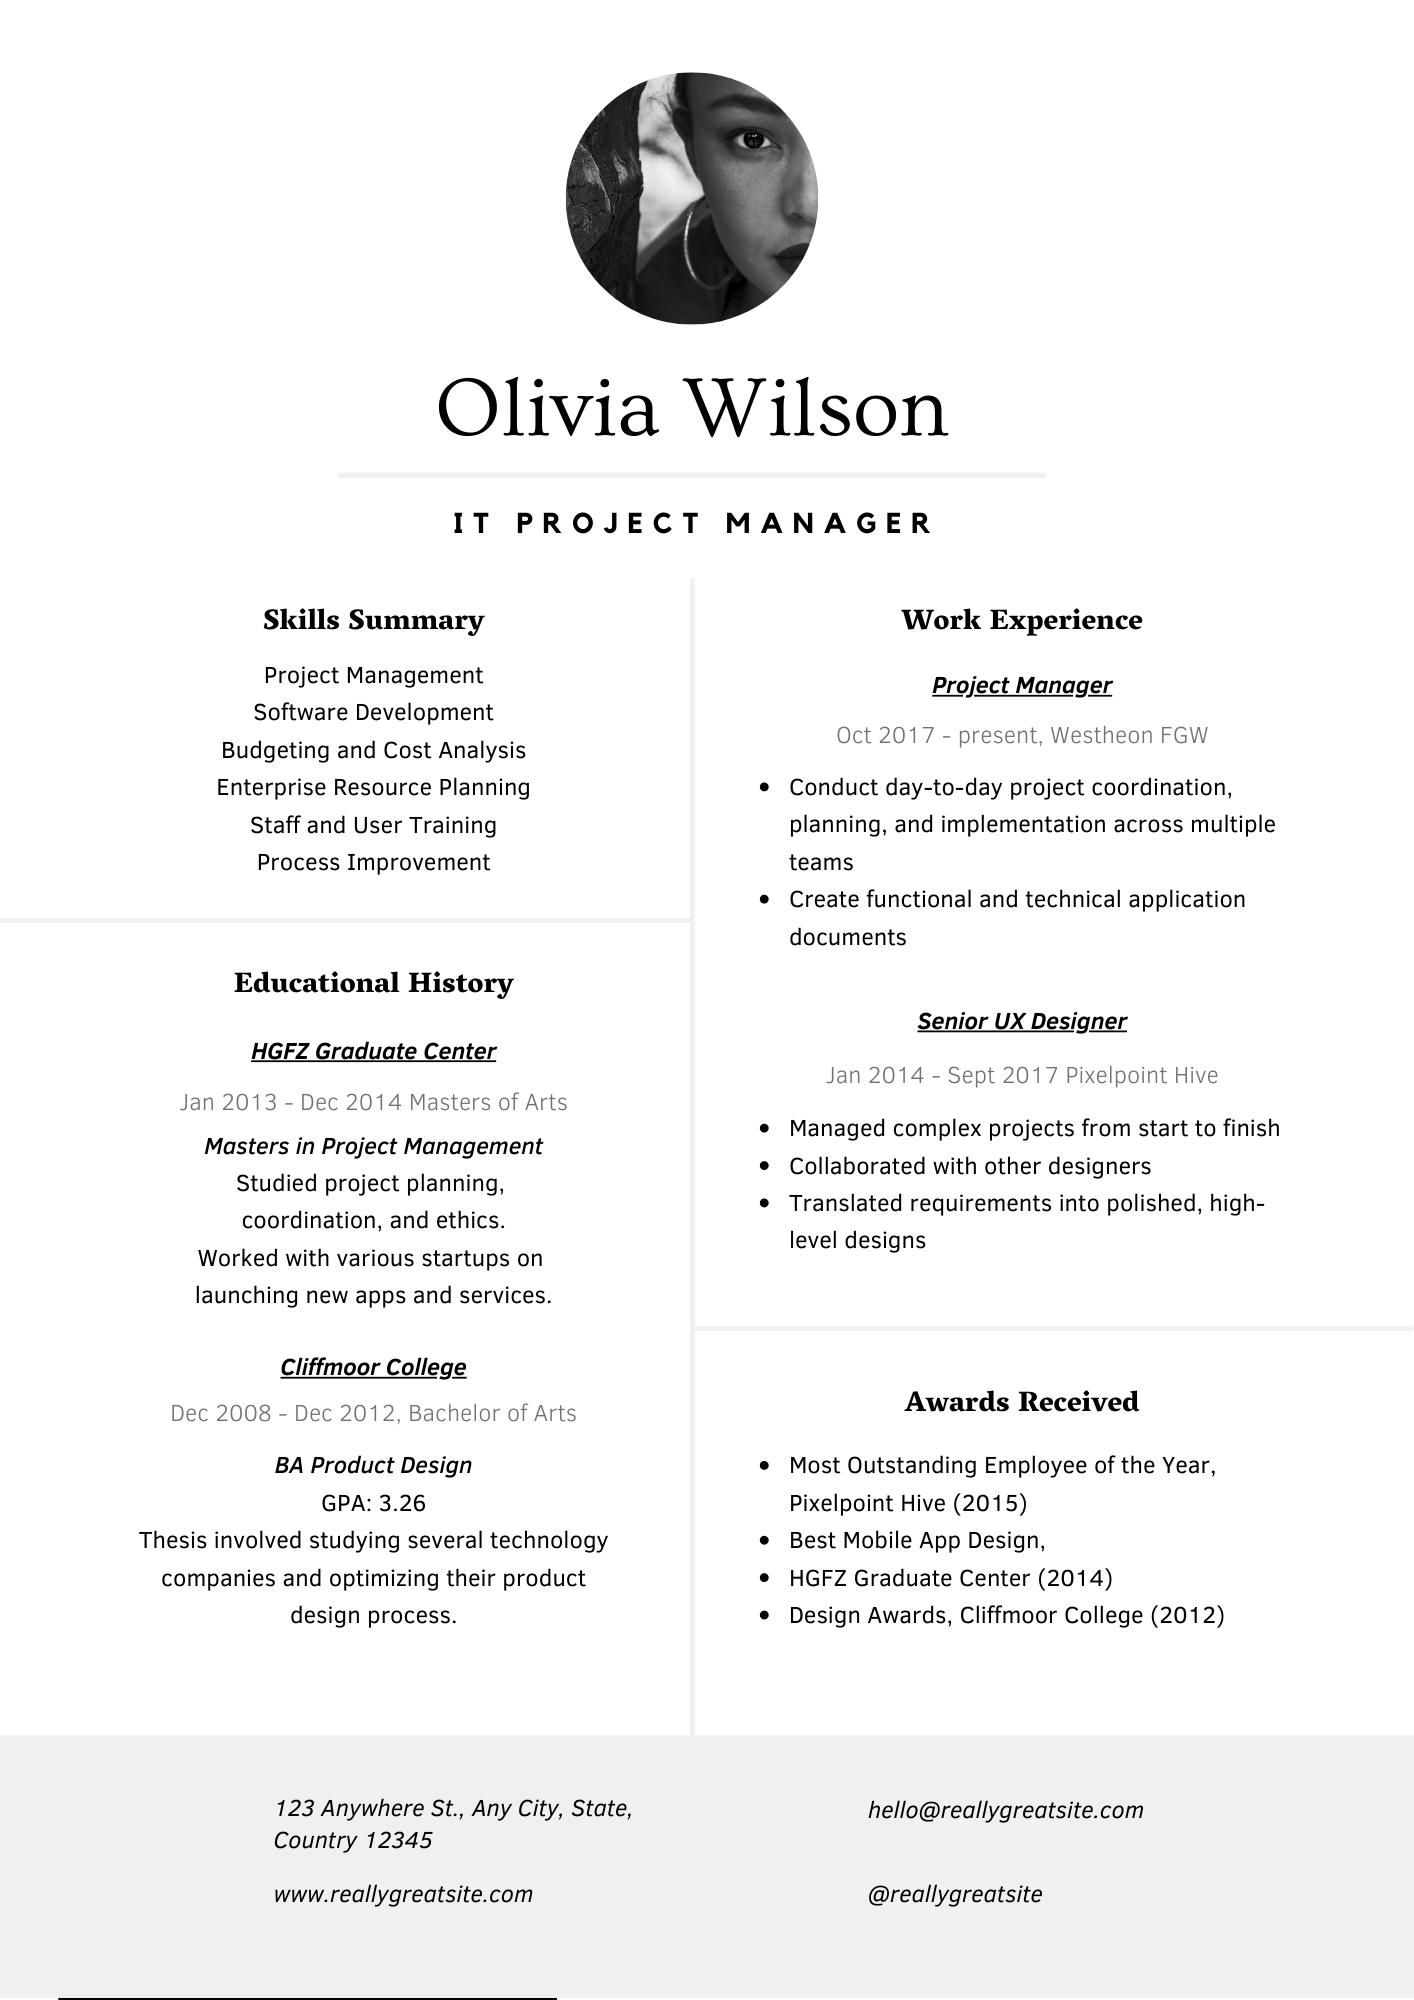 Olivia Wilson
IT PROJECT MANAGER
Skills Summary
Project Management
Software Development
Budgeting and Cost Analysis
Enterprise Resource Planning
Staff and User Training
Process Improvement
Educational History
HGFZ Graduate Center
Jan 2013 - Dec 2014 Masters of Arts
Masters in Project Management
Studied project planning,
coordination, and ethics.
Worked with various startups on
launching new apps and services.
Cliffmoor College
Dec 2008 - Dec 2012, Bachelor of Arts
BA Product Design
GPA: 3.26
Thesis involved studying several technology
companies and optimizing their product
design process.
Work Experience
Project Manager
Oct 2017 - present, Westheon FGW
• Conduct day-to-day project coordination,
planning, and implementation across multiple
teams
• Create functional and technical application
documents
Senior UX Designer
Jan 2014 - Sept 2017 Pixelpoint Hive
• Managed complex projects from start to finish
• Collaborated with other designers
• Translated requirements into polished, high-
level designs
Awards Received
• Most Outstanding Employee of the Year,
Pixelpoint Hive (2015)
• Best Mobile App Design,
• HGFZ Graduate Center (2014)
• Design Awards, Cliffmoor College (2012)
123 Anywhere St., Any City, State,
Country 12345
www.reallygreatsite.com
hello@reallygreatsite.com
@reallygreatsite